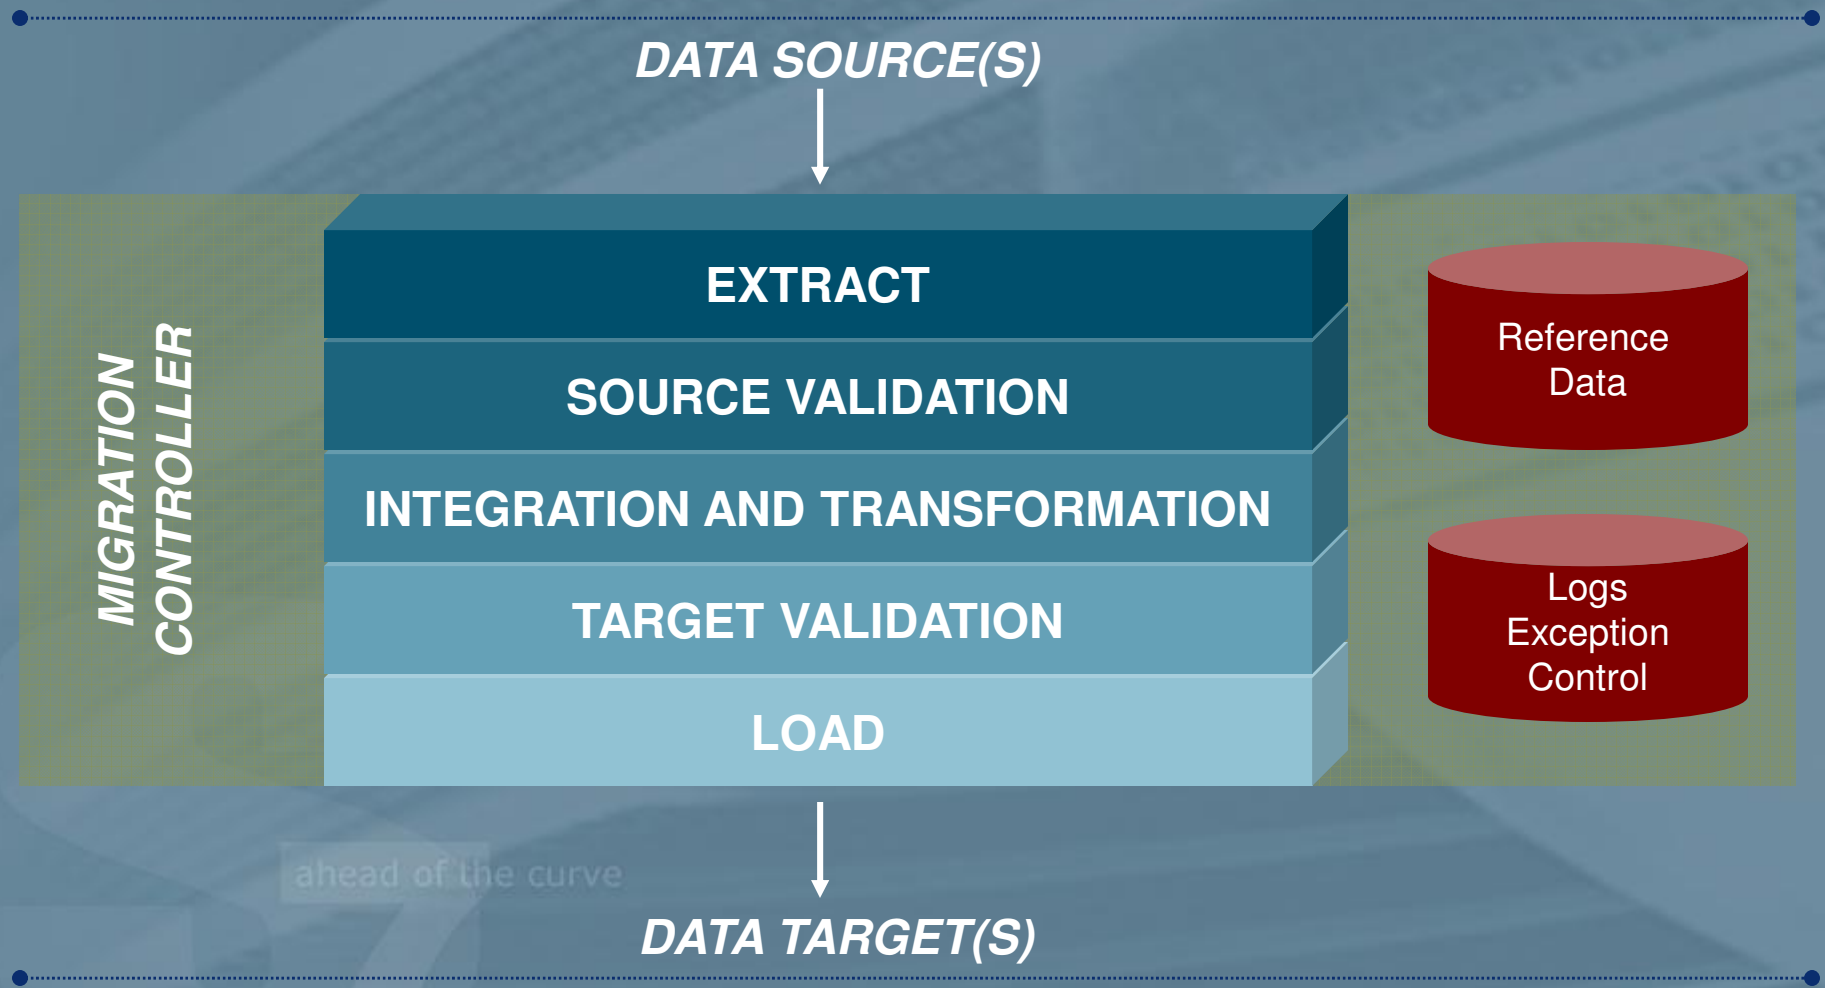 DATA SOURCE(S)
MIGRATION
CONTROLLER
EXTRACT
SOURCE VALIDATION
INTEGRATION AND TRANSFORMATION
TARGET VALIDATION
LOAD
Reference
Data
Logs
Exception
Control
ahead of the curve
DATA TARGET(S)